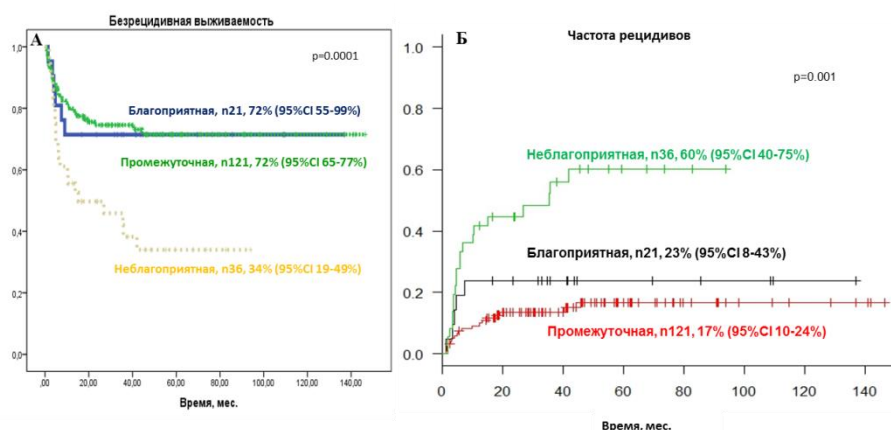 Безрецидивная выживаемость
А
p=0.0001
1,0
0,8
0,6
0,4
0,2
0,0
Благоприятная, n21, 72% (95%CI 55-99%)
Промежуточная, n121, 72% (95%CI 65-77%)
Неблагоприятная, n36, 34% (95%CI 19-49%)
,00 20,00 40,00 60,00 80,00 100,00 120,00 140,00
Время, мес.
Б
Частота рецидивов
p=0.001
1.0
0.8
0.6
0.4
0.2
0.0
Неблагоприятная, n36, 60% (95%CI 40-75%)
Благоприятная, n21, 23% (95%CI 8-43%)
Промежуточная, n121, 17% (95%CI 10-24%)
0 20 40 60 80 100 120 140
Время, мес.